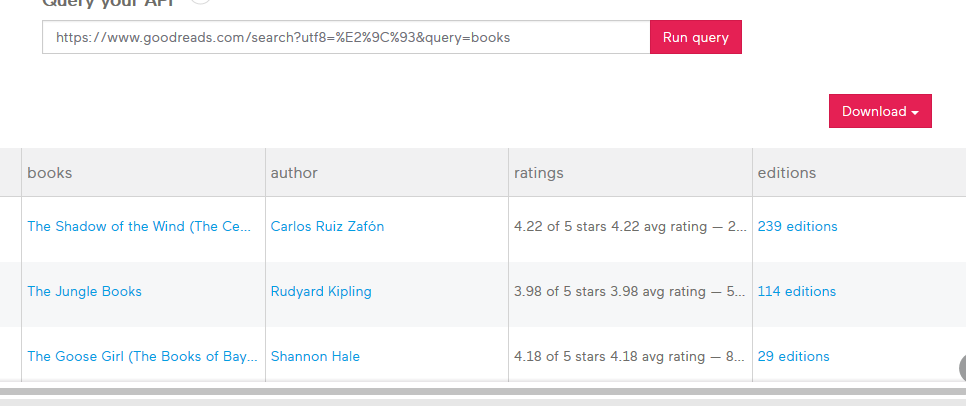 Query your API
https://www.goodreads.com/search?utf8=%E2%9C%93&query=books
Run query
Download
books author ratings editions
The Shadow of the Wind (The Ce... Carlos Ruiz Zafón 4.22 of 5 stars 4.22 avg rating — 2... 239 editions
The Jungle Books Rudyard Kipling 3.98 of 5 stars 3.98 avg rating — 5... 114 editions
The Goose Girl (The Books of Bay... Shannon Hale 4.18 of 5 stars 4.18 avg rating — 8... 29 editions